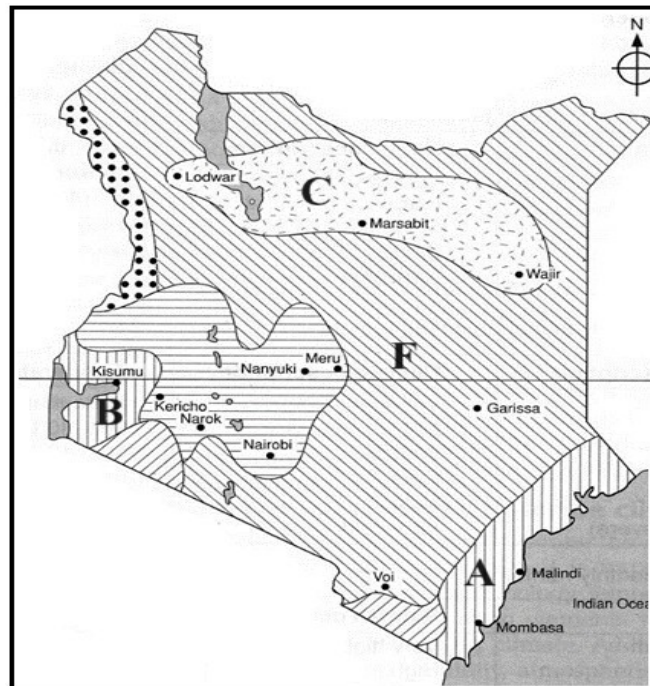 N
Lodwar
C
Marsabit
Wajir
F
Meru
Nanyuki
Kisumu
B
Kericho
Narok
Garissa
Nairobi
Voi
A
Malindi
Indian Ocea
Mombasa